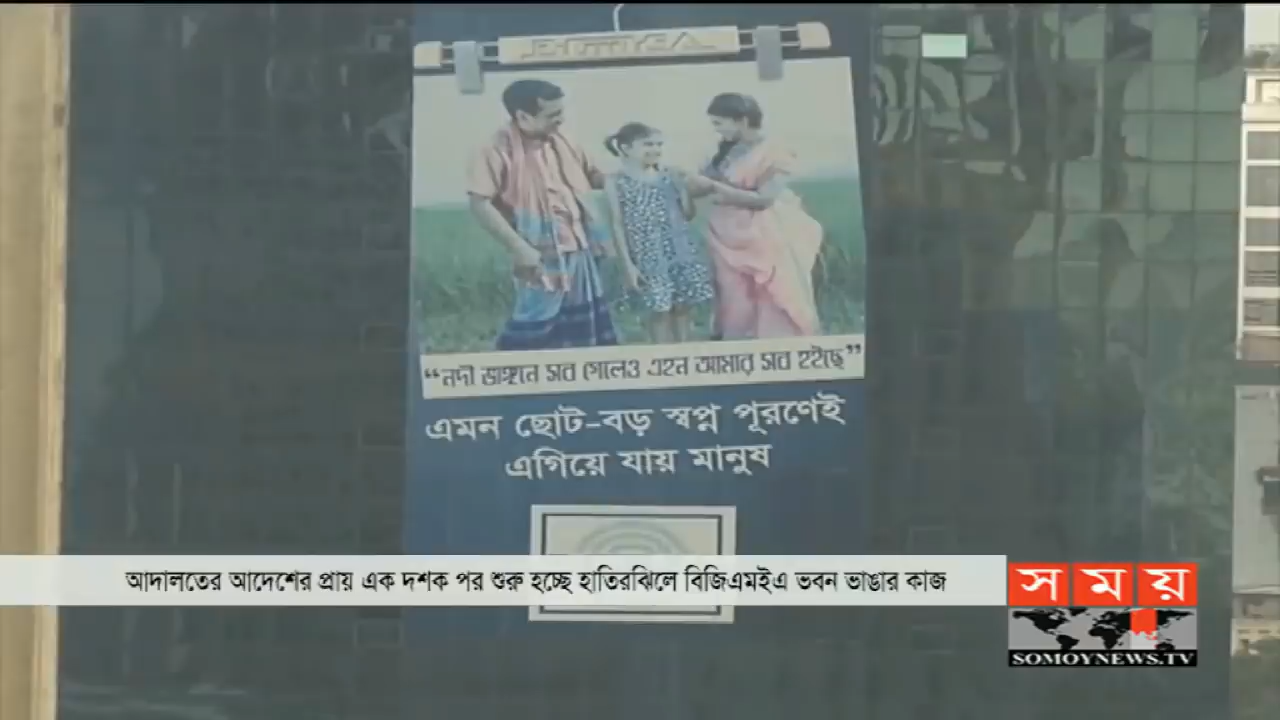 “নদী ভাঙ্গনে সব গেলেও এহন আমার সব হইছে”
এমন ছোট-বড় স্বপ্ন পূরণেই
এগিয়ে যায় মানুষ
আদালতের আদেশের প্রায় এক দশক পর শুরু হচ্ছে হাতিরঝিলে বিজিএমইএ ভবন ভাঙার কাজ
সময়
SOMOYNEWS.TV